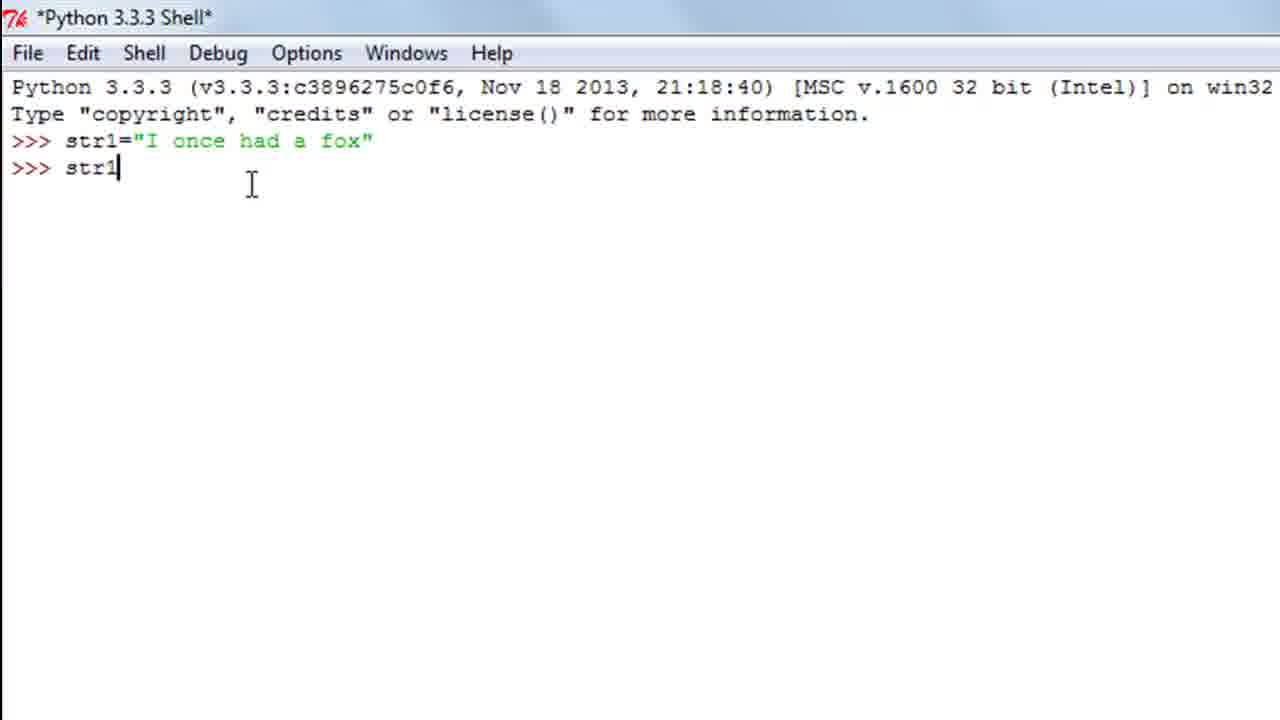 *Python 3.3.3 Shell*
File Edit Shell Debug Options Windows Help
Python 3.3.3 (v3.3.3:c3896275c0f6, Nov 18 2013, 21:18:40) [MSC v.1600 32 bit (Intel)] on win32
Type "copyright", "credits" or "license()" for more information.
>>> str1="I once had a fox"
>>> str1